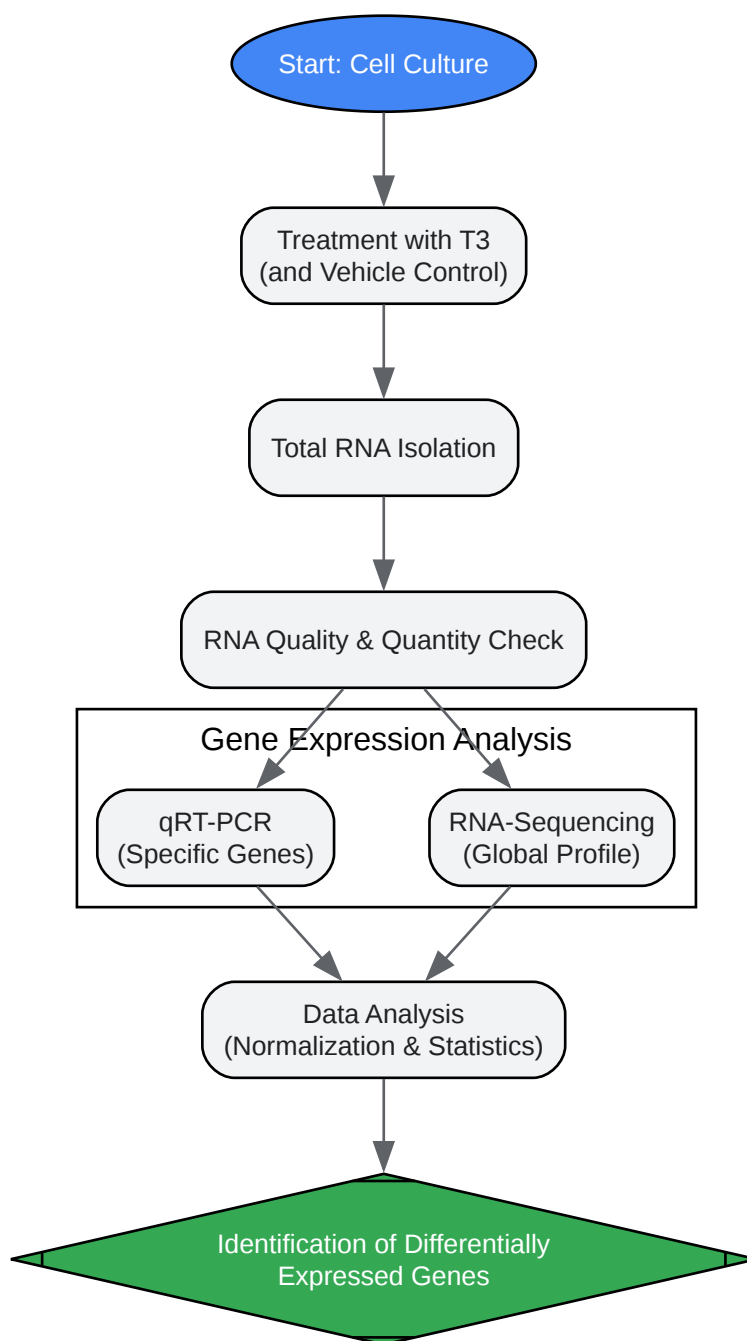 Start: Cell Culture
Treatment with T3
(and Vehicle Control)
Total RNA Isolation
RNA Quality & Quantity Check
Gene Expression Analysis
qRT-PCR
(Specific Genes)
RNA-Sequencing
(Global Profile)
Data Analysis
(Normalization & Statistics)
Identification of Differentially
Expressed Genes